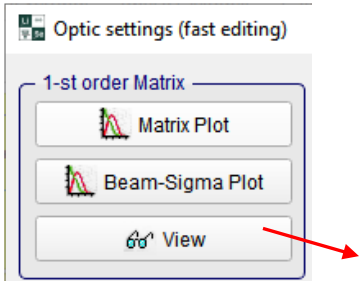 Optic settings (fast editing)
1-st order Matrix
Matrix Plot
Beam-Sigma Plot
View